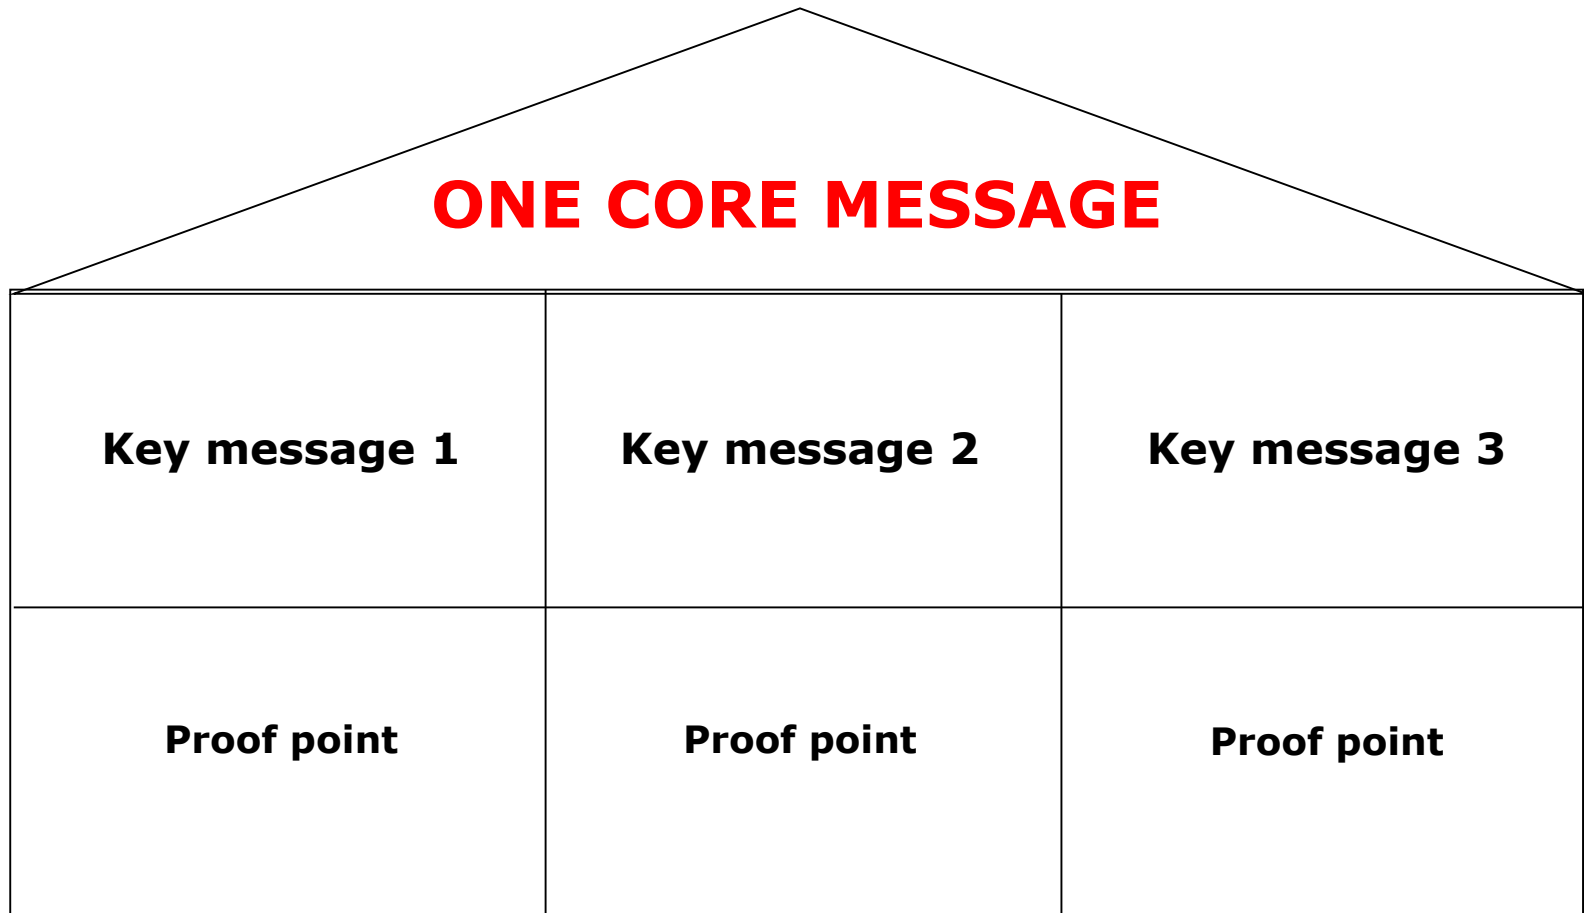 ONE CORE MESSAGE
Key message 1
Key message 2
Key message 3
Proof point
Proof point
Proof point